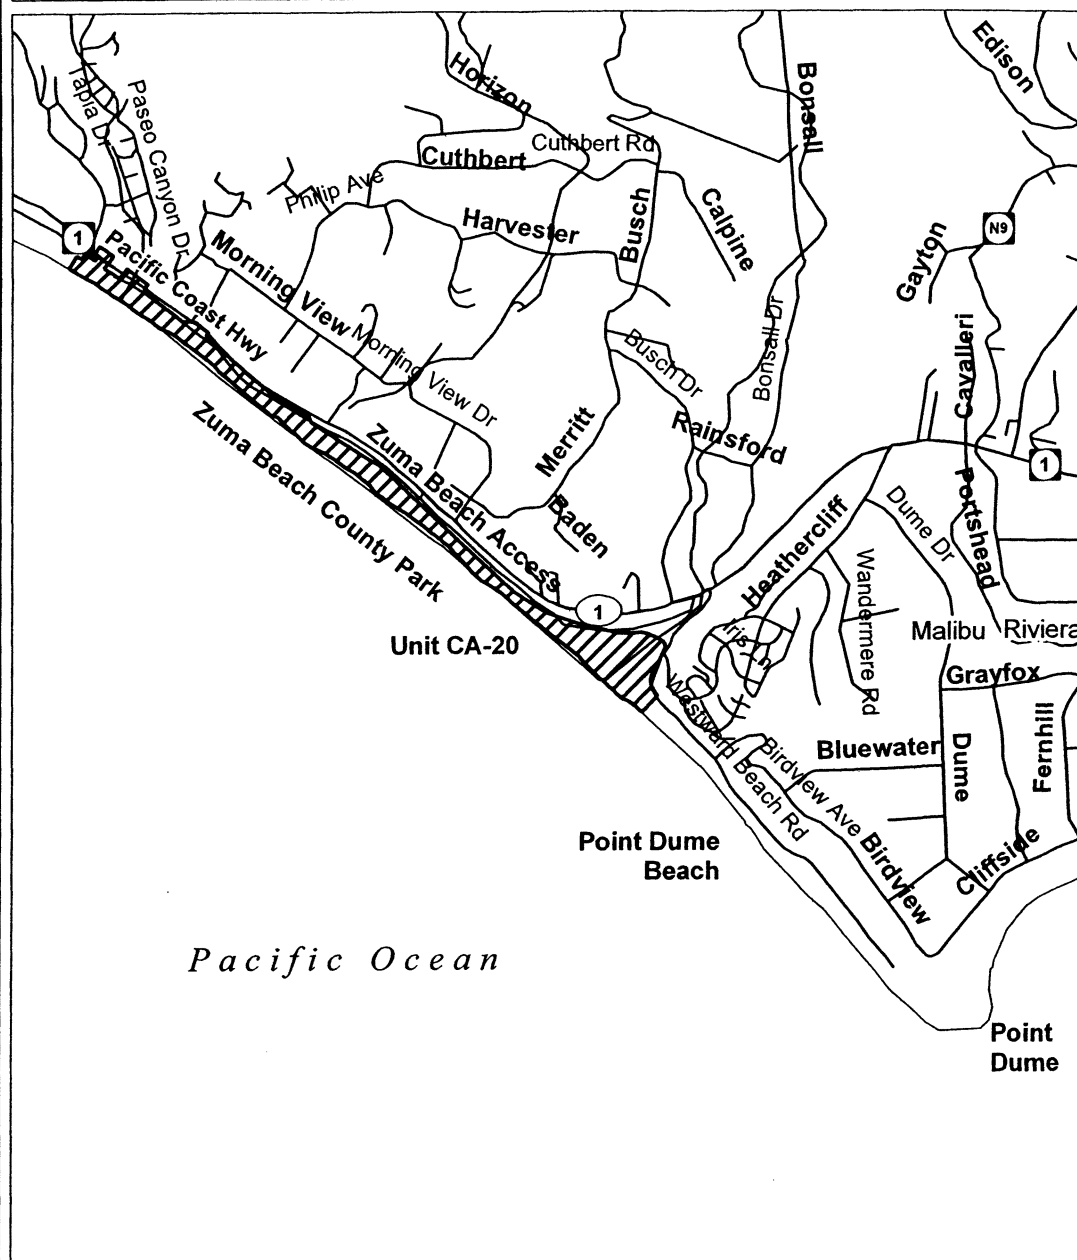 Edison
Horizon
Bonsall
Tapia Dr
Paseo Canyon Dr
Cuthbert Rd
Cuthbert
Philip Ave
Harvester
Busch
Calpine
N9
Gayton
1
Pacific Coast Hwy
Morning View
Morning View Dr
Busch Dr
Bonsall Dr
Cavalleri
Rainsford
Merritt
Zuma Beach Access
Zuma Beach County Park
Baden
1
Portshead
Heathercliff
Dume Dr
Wandermere Rd
1
Iris Ln
Malibu Riviera
Unit CA-20
Grayfox
Westward Beach Rd
Birdview Ave
Bluewater
Dume
Fernhill
Point Dume
Beach
Birdview
Cliffside
Pacific Ocean
Point
Dume